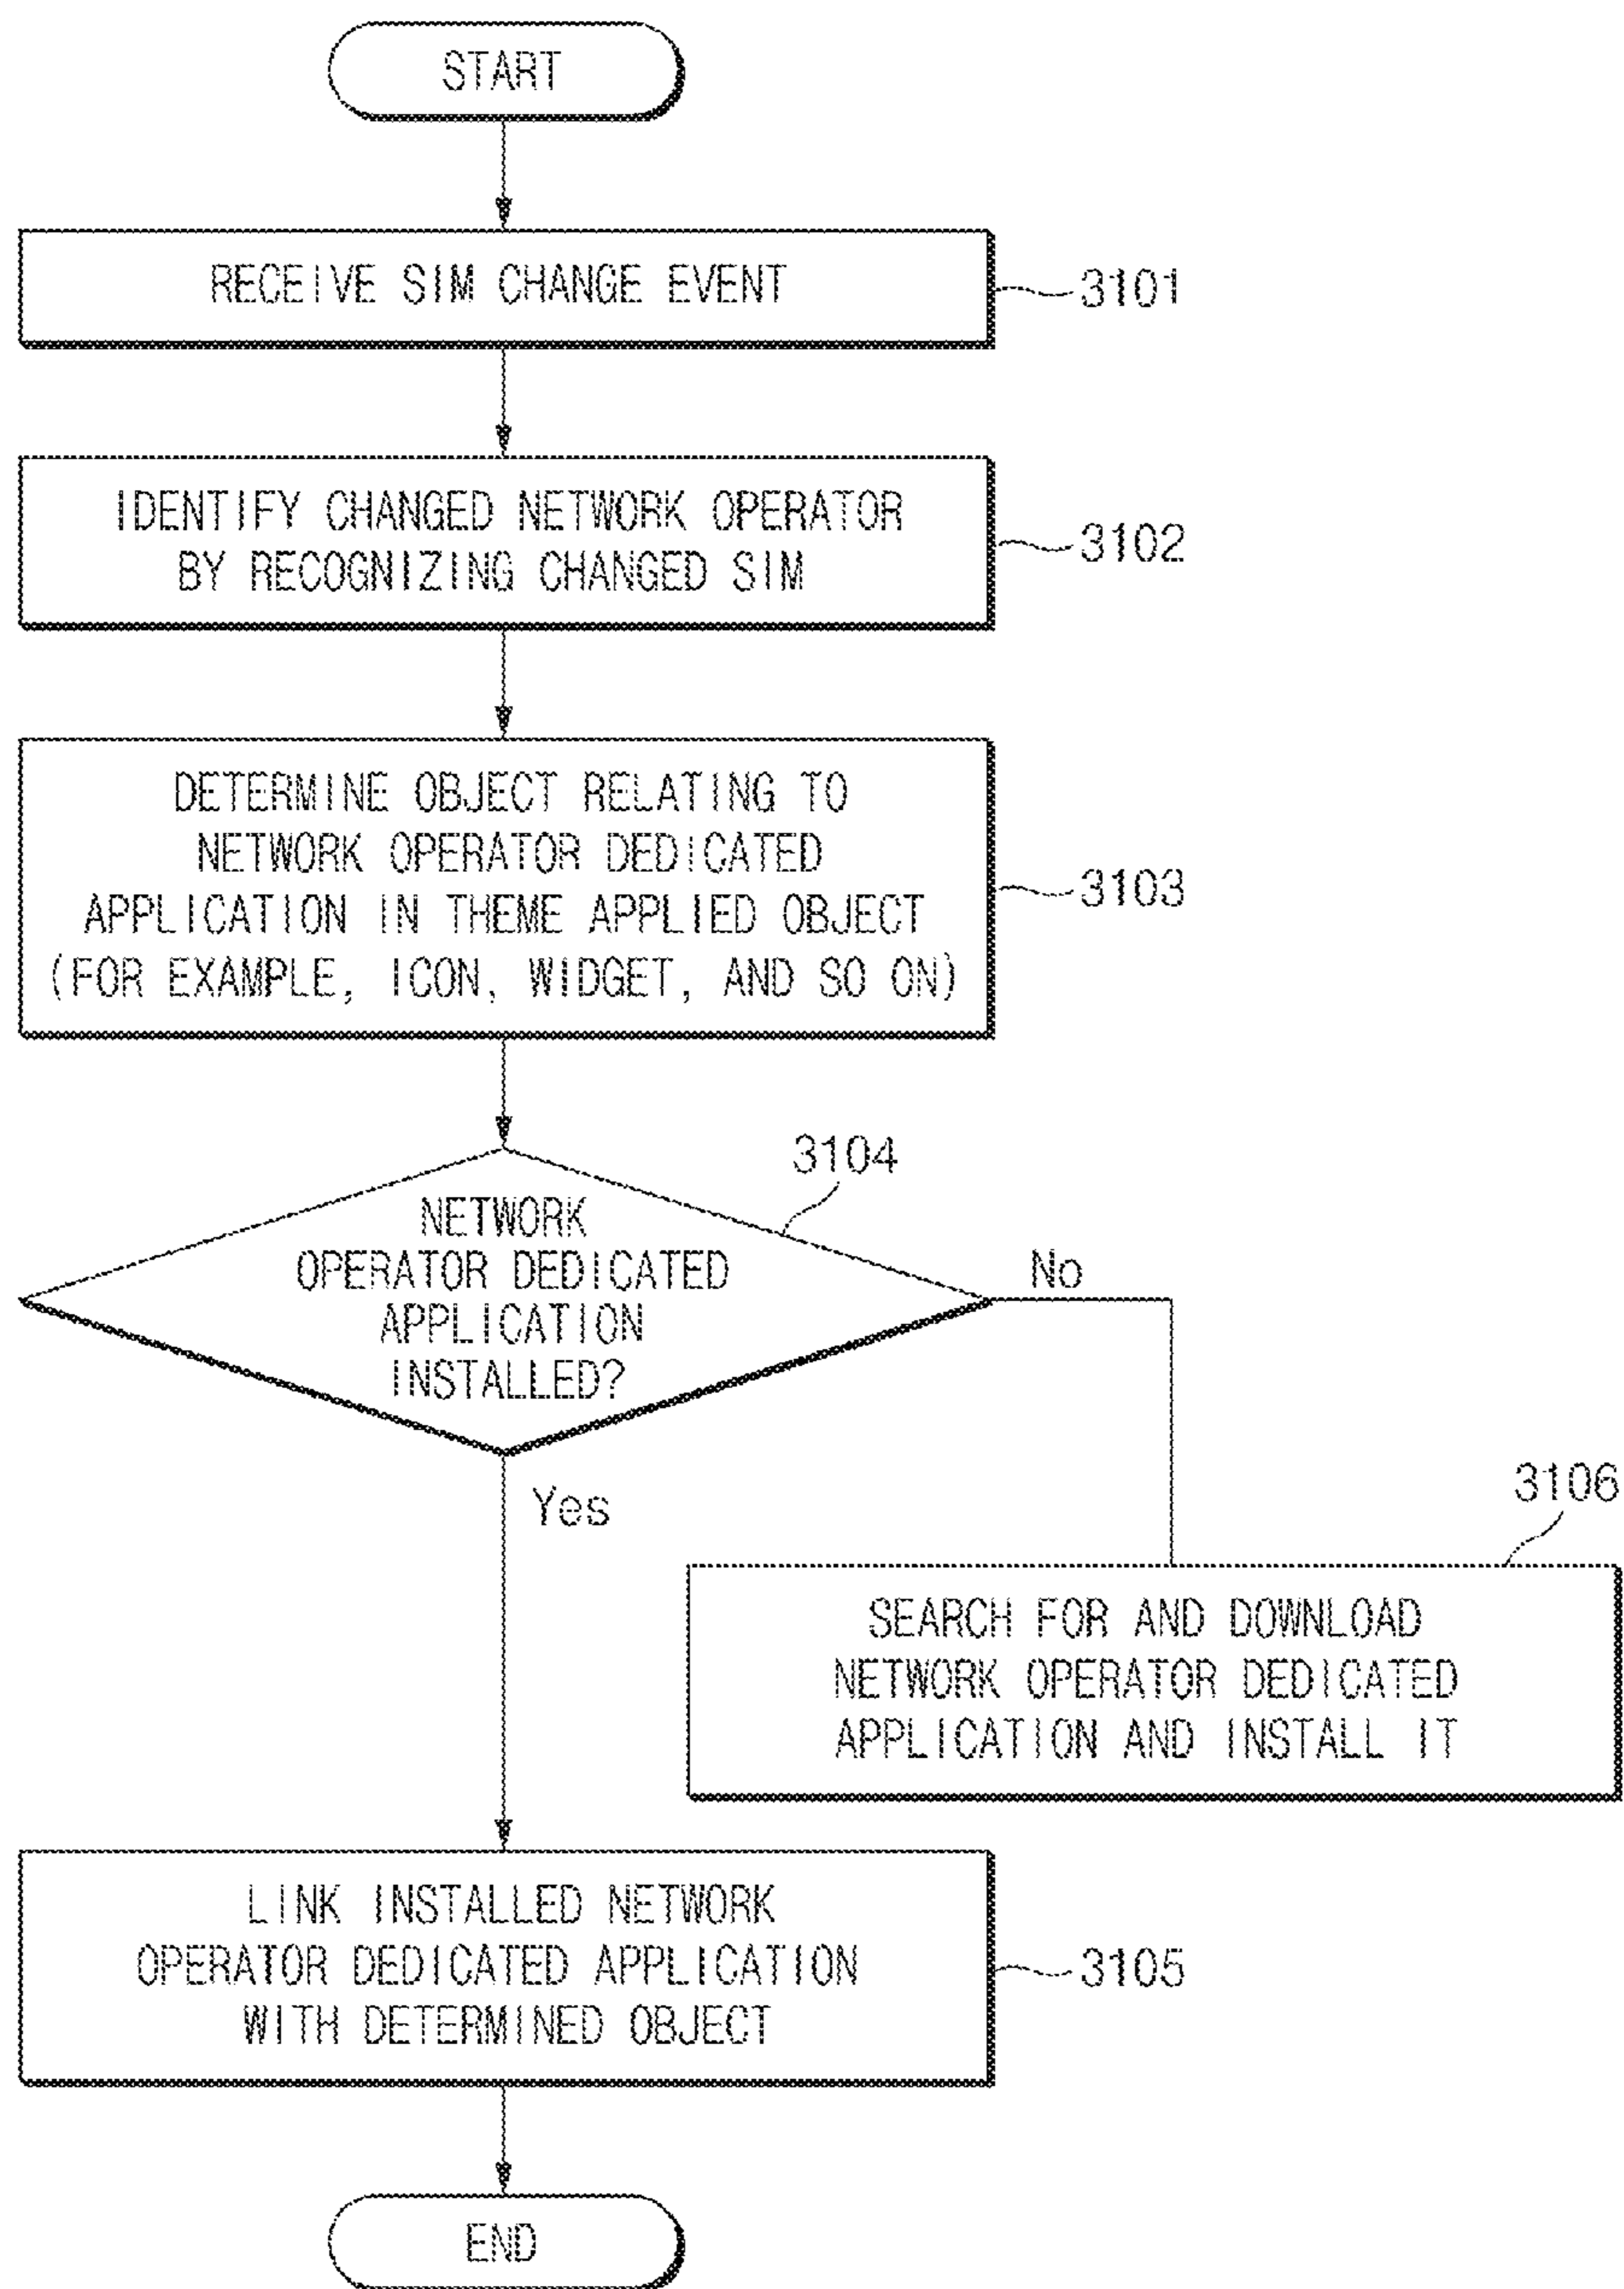 START
RECEIVE SIM CHANGE EVENT
3101
IDENTIFY CHANGED NETWORK OPERATOR
BY RECOGNIZING CHANGED SIM
3102
DETERMINE OBJECT RELATING TO
NETWORK OPERATOR DEDICATED
APPLICATION IN THEME APPLIED OBJECT
(FOR EXAMPLE, ICON, WIDGET, AND SO ON)
3103
3104
NETWORK
OPERATOR DEDICATED
APPLICATION
INSTALLED?
No
Yes
3106
SEARCH FOR AND DOWNLOAD
NETWORK OPERATOR DEDICATED
APPLICATION AND INSTALL IT
LINK INSTALLED NETWORK
OPERATOR DEDICATED APPLICATION
WITH DETERMINED OBJECT
3105
END